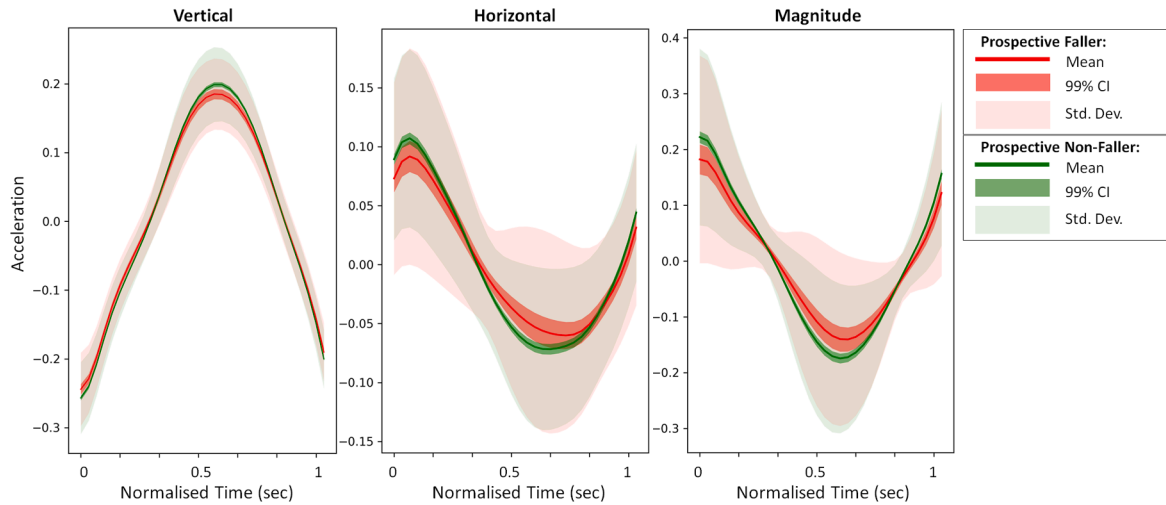 Vertical
Horizontal
Magnitude
Acceleration
0.2
0.1
0.0
−0.1
−0.2
−0.3
0
0.5
1
Normalised Time (sec)
0.15
0.10
0.05
0.00
−0.05
−0.10
−0.15
0
0.5
1
Normalised Time (sec)
0.4
0.3
0.2
0.1
0.0
−0.1
−0.2
−0.3
0
0.5
1
Normalised Time (sec)
Prospective Faller:
Mean
99% CI
Std. Dev.
Prospective Non-Faller:
Mean
99% CI
Std. Dev.